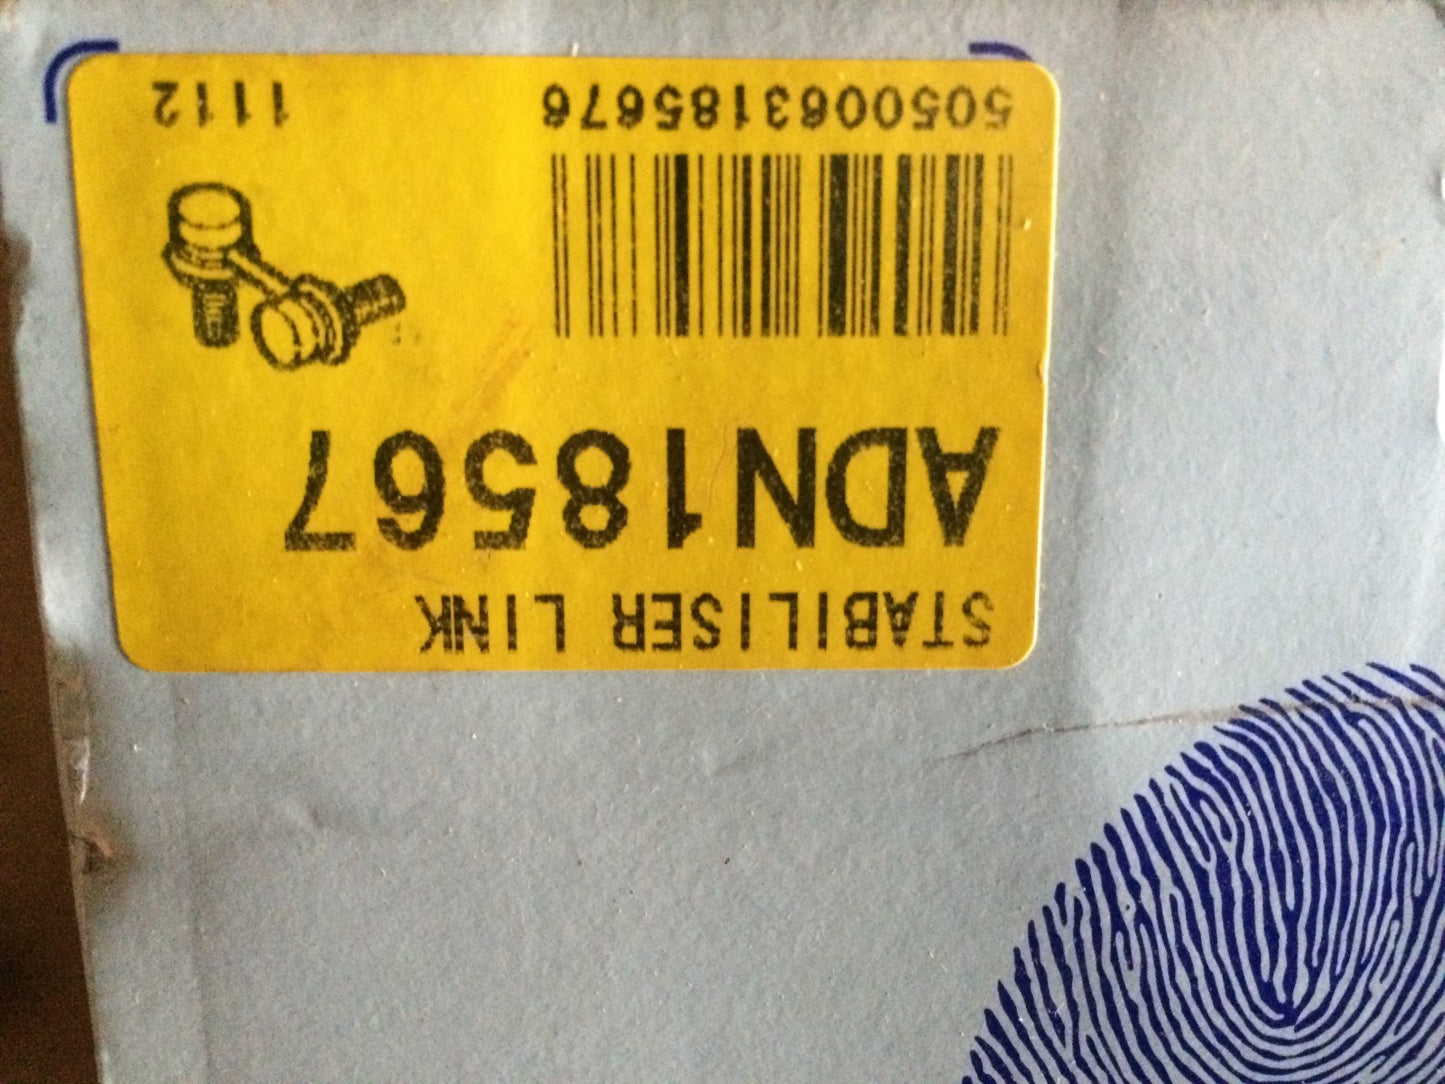 STABILISER LINK
ADN18567
5050063185676
1112